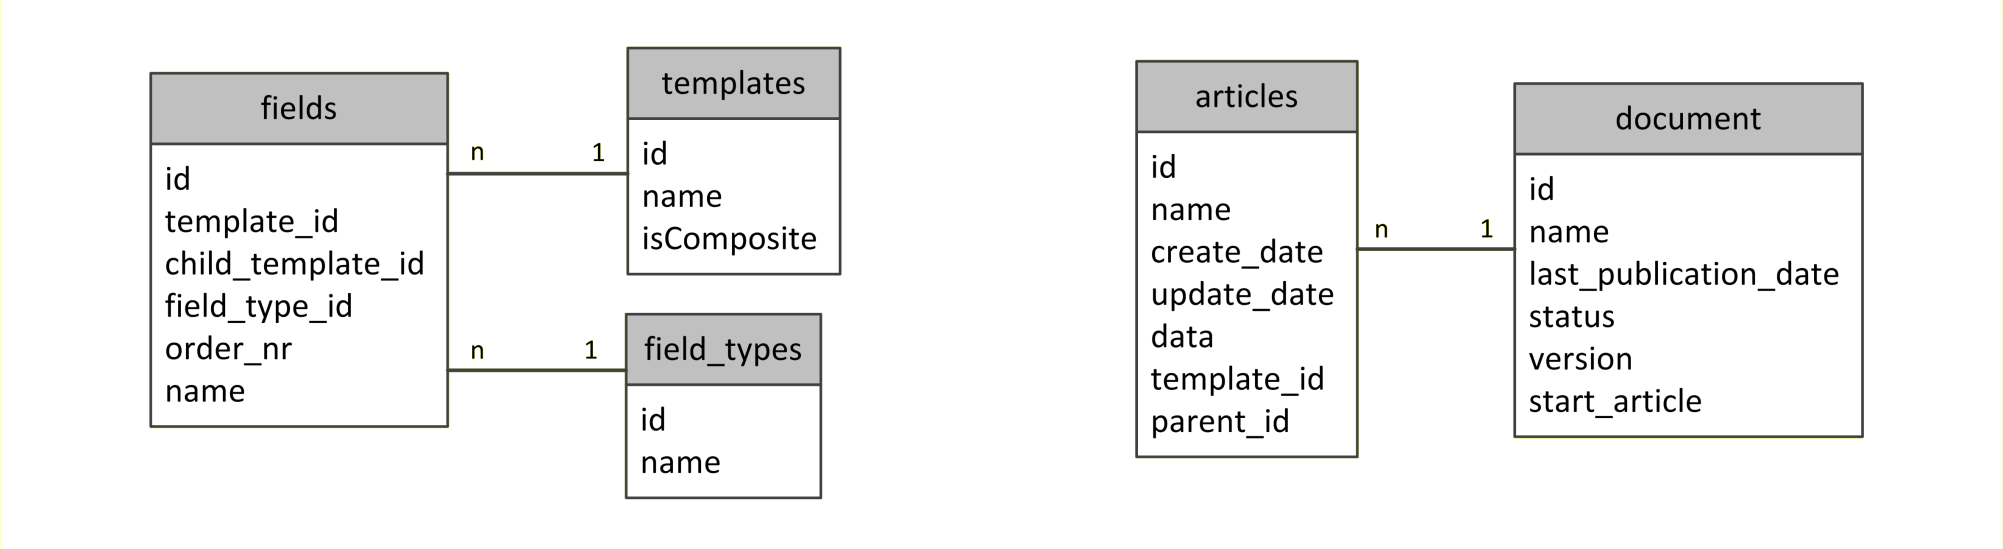 fields
id
template_id
child_template_id
field_type_id
order_nr
name
n
1
templates
id
name
isComposite
n
1
field_types
id
name
articles
id
name
create_date
update_date
data
template_id
parent_id
n
1
document
id
name
last_publication_date
status
version
start_article